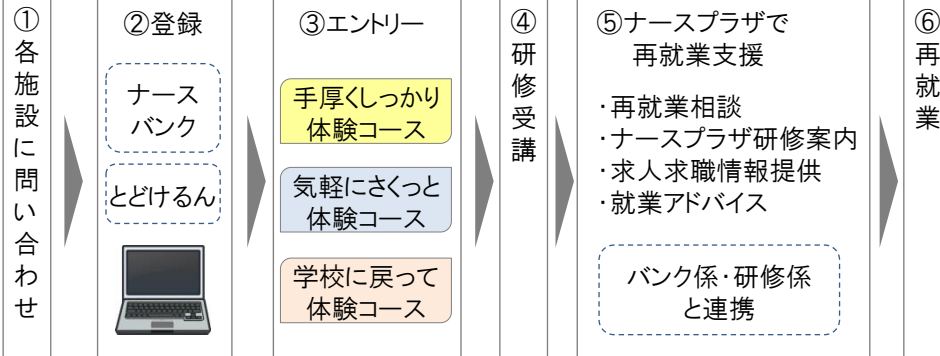 ①各施設に問い合わせ
②登録
ナース
バンク
とどけるん
③エントリー
手厚くしっかり
体験コース
気軽にさくっと
体験コース
学校に戻って
体験コース
④研修受講
⑤ナースプラザで
再就業支援
・再就業相談
・ナースプラザ研修案内
・求人求職情報提供
・就業アドバイス
バンク係・研修係
と連携
⑥再就業